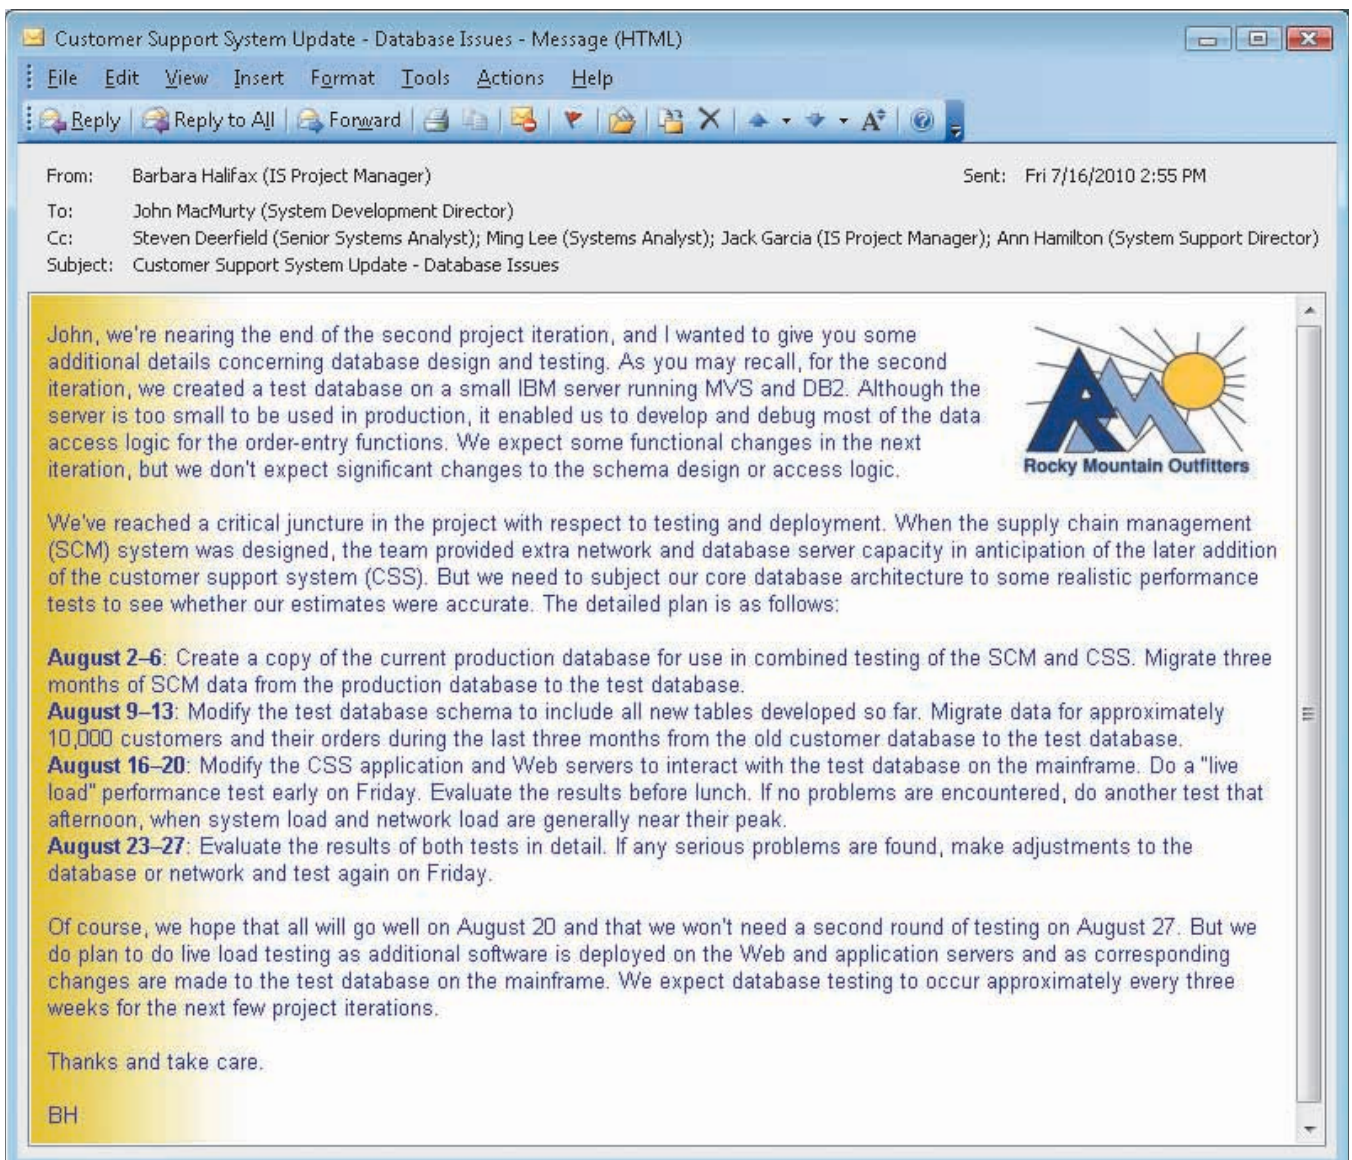 Customer Support System Update - Database Issues - Message (HTML)
File Edit View Insert Format Tools Actions Help
Reply Reply to All Forward A
From: Barbara Halifax (IS Project Manager) Sent: Fri 7/16/2010 2:55 PM
To: John MacMurty (System Development Director)
Cc: Steven Deerfield (Senior Systems Analyst); Ming Lee (Systems Analyst); Jack Garcia (IS Project Manager); Ann Hamilton (System Support Director)
Subject: Customer Support System Update - Database Issues
John, we're nearing the end of the second project iteration, and I wanted to give you some
additional details concerning database design and testing. As you may recall, for the second
iteration, we created a test database on a small IBM server running MVS and DB2. Although the
server is too small to be used in production, it enabled us to develop and debug most of the data
access logic for the order-entry functions. We expect some functional changes in the next
iteration, but we don't expect significant changes to the schema design or access logic.
RM
Rocky Mountain Outfitters
We've reached a critical juncture in the project with respect to testing and deployment. When the supply chain management
(SCM) system was designed, the team provided extra network and database server capacity in anticipation of the later addition
of the customer support system (CSS). But we need to subject our core database architecture to some realistic performance
tests to see whether our estimates were accurate. The detailed plan is as follows:
August 2–6: Create a copy of the current production database for use in combined testing of the SCM and CSS. Migrate three
months of SCM data from the production database to the test database.
August 9–13: Modify the test database schema to include all new tables developed so far. Migrate data for approximately
10,000 customers and their orders during the last three months from the old customer database to the test database.
August 16–20: Modify the CSS application and Web servers to interact with the test database on the mainframe. Do a "live
load" performance test early on Friday. Evaluate the results before lunch. If no problems are encountered, do another test that
afternoon, when system load and network load are generally near their peak.
August 23–27: Evaluate the results of both tests in detail. If any serious problems are found, make adjustments to the
database or network and test again on Friday.
Of course, we hope that all will go well on August 20 and that we won't need a second round of testing on August 27. But we
do plan to do live load testing as additional software is deployed on the Web and application servers and as corresponding
changes are made to the test database on the mainframe. We expect database testing to occur approximately every three
weeks for the next few project iterations.
Thanks and take care.
BH